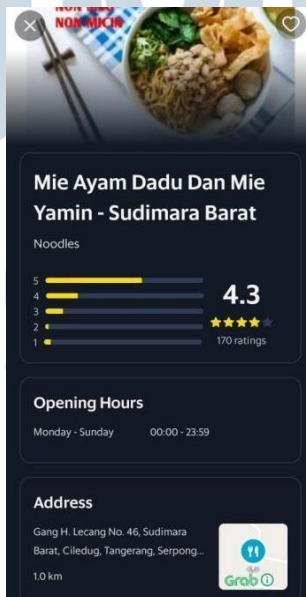 NON MICIN
Mie Ayam Dadu Dan Mie
Yamin - Sudimara Barat
Noodles
5
4
3
2
1
4.3
170 ratings
Opening Hours
Monday - Sunday 00:00 - 23:59
Address
Gang H. Lecang No. 46, Sudimara
Barat, Ciledug, Tangerang, Serpong...
1.0 km
Grab